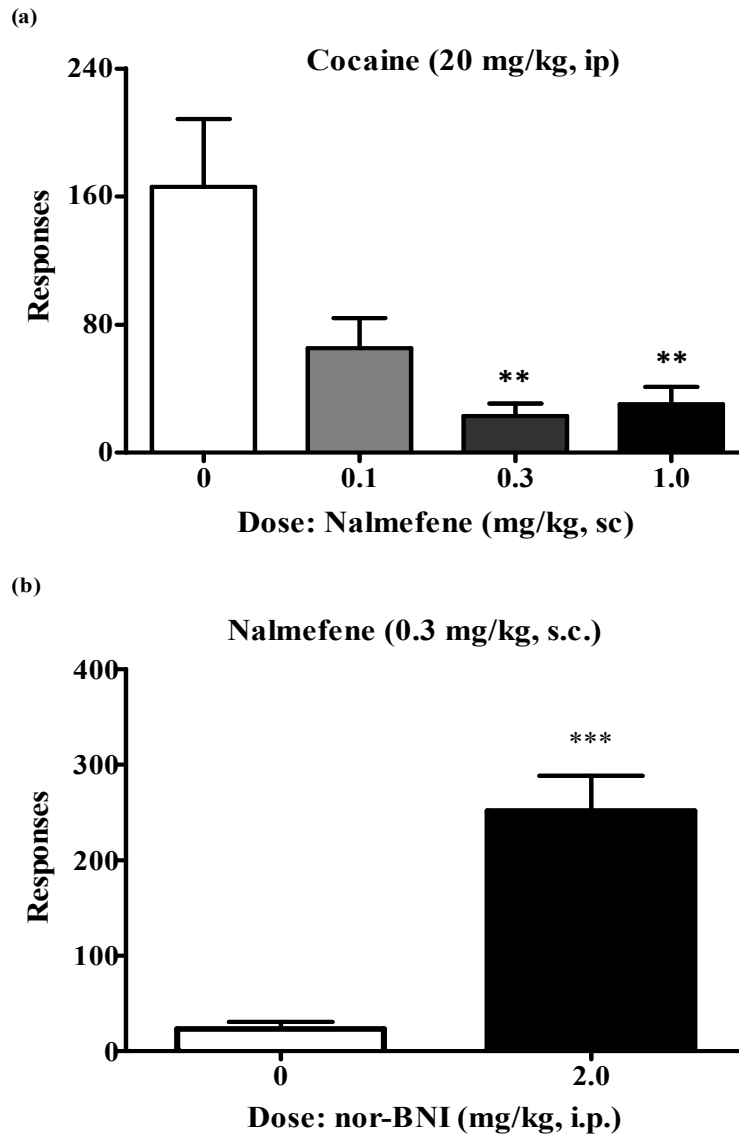 (a)
Cocaine (20 mg/kg, ip)
240
160
80
0
Responses
**
**
0 0.1 0.3 1.0
Dose: Nalmefene (mg/kg, sc)
(b)
Nalmefene (0.3 mg/kg, s.c.)
400
300
200
100
0
Responses
***
0 2.0
Dose: nor-BNI (mg/kg, i.p.)